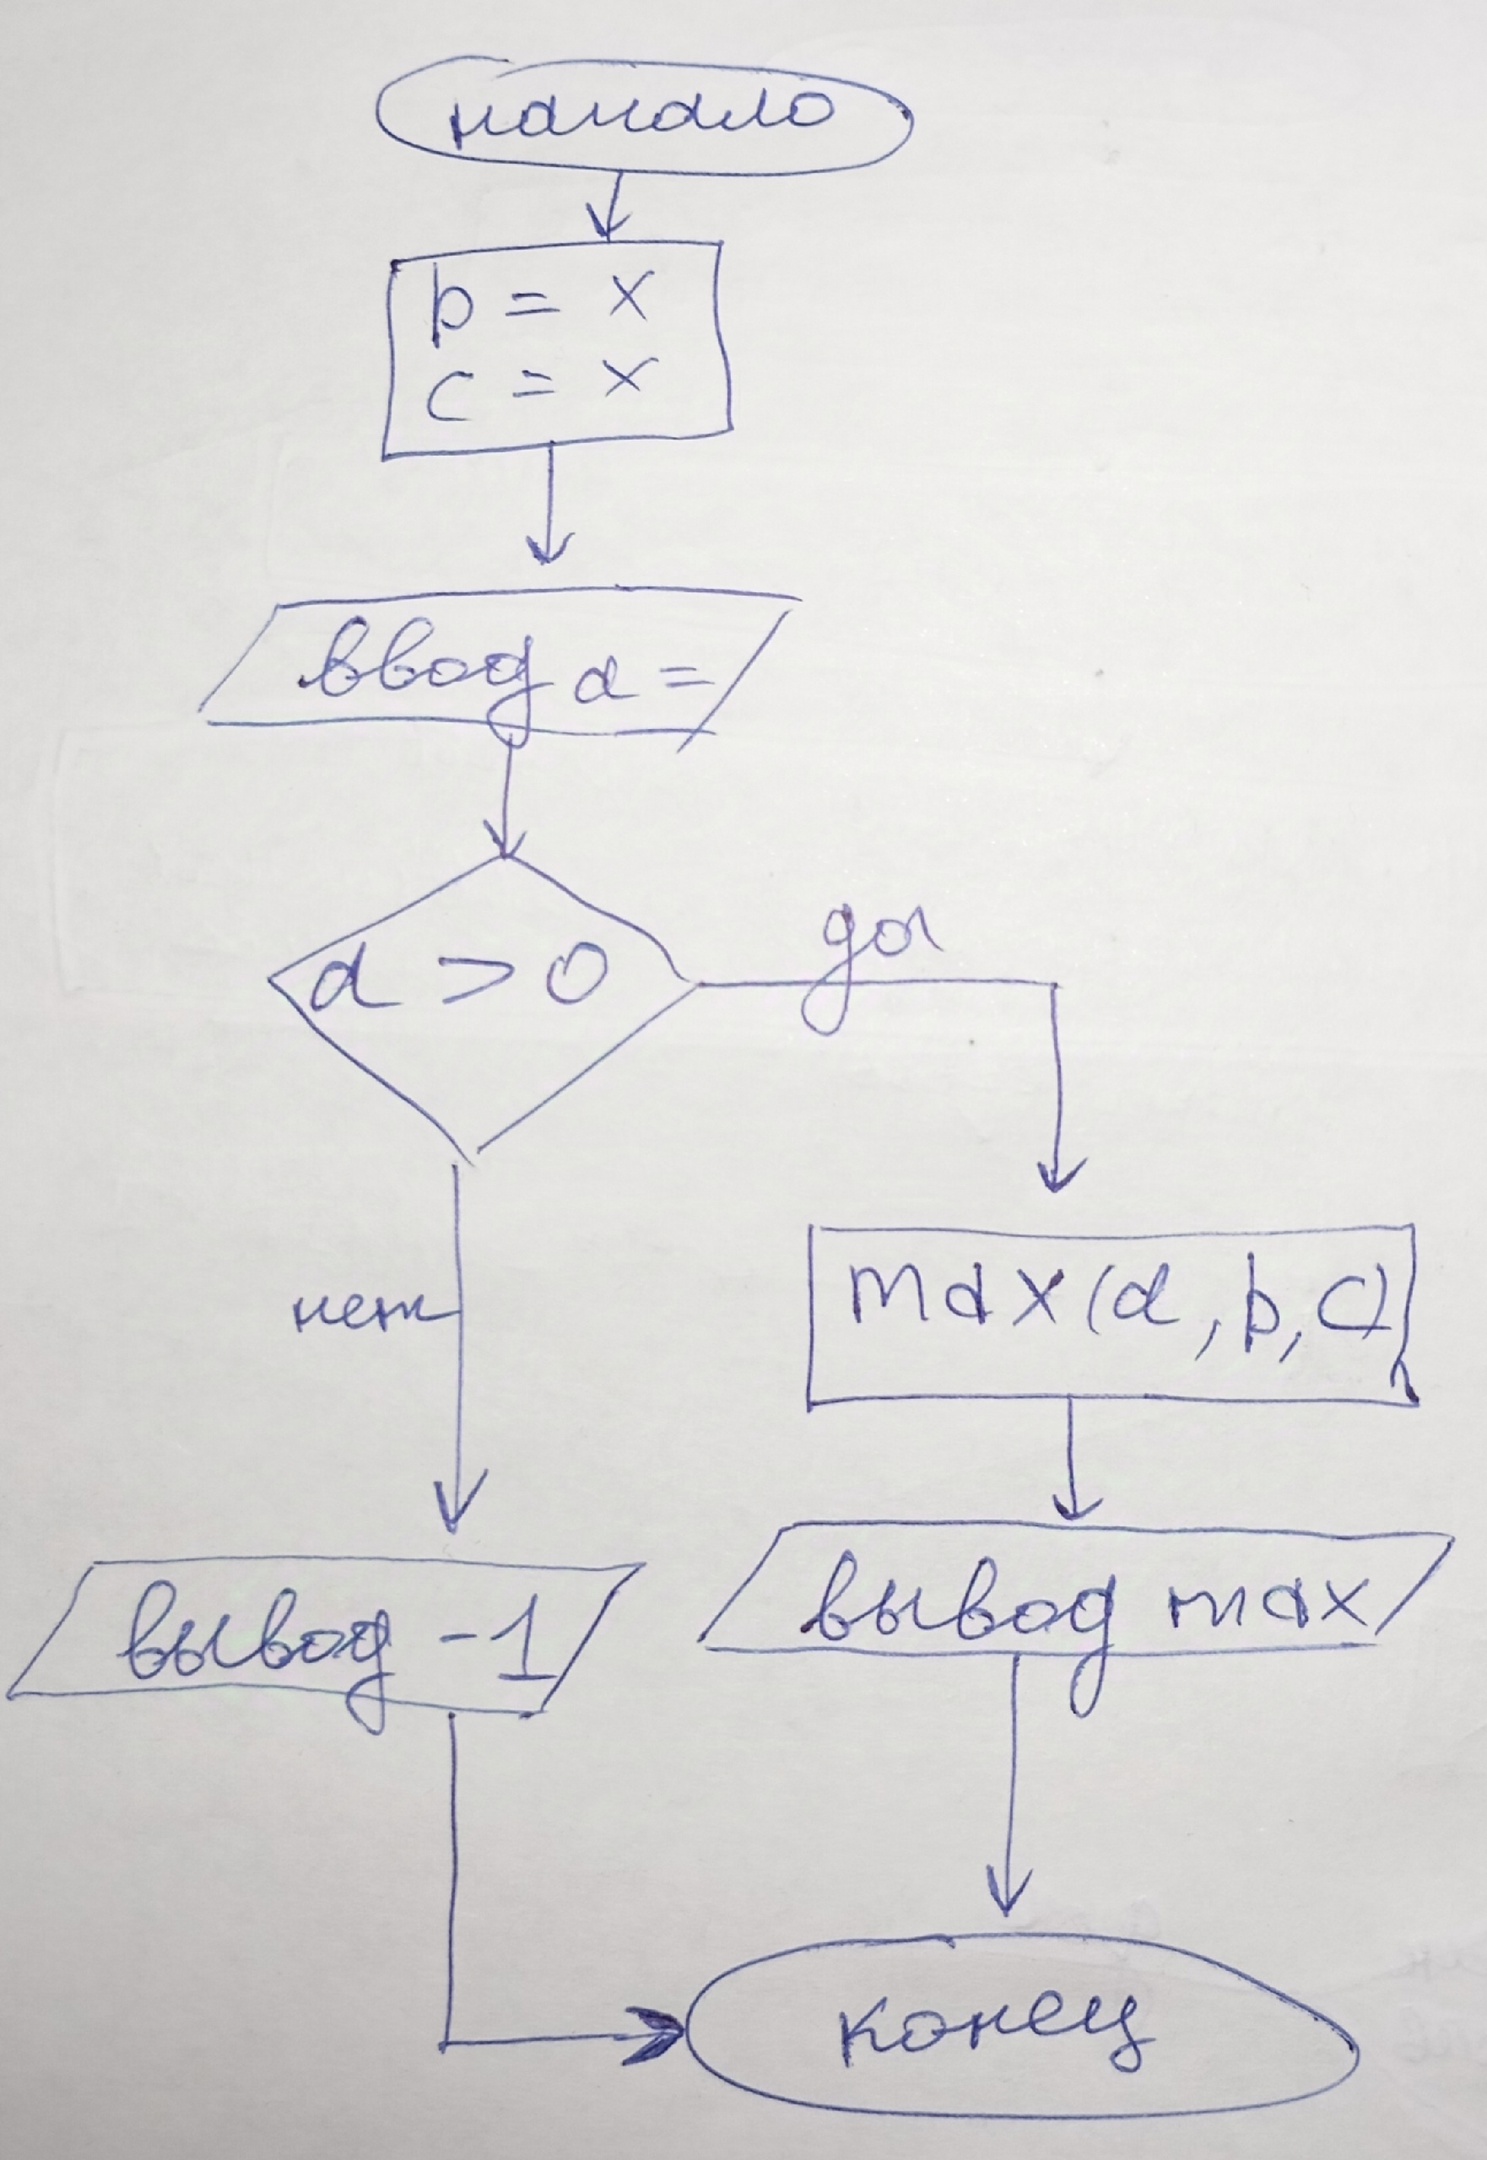 начало
b = x
c = x
ввод a =
a > 0
да
нет
max(a, b, c)
вывод -1
вывод max
конец